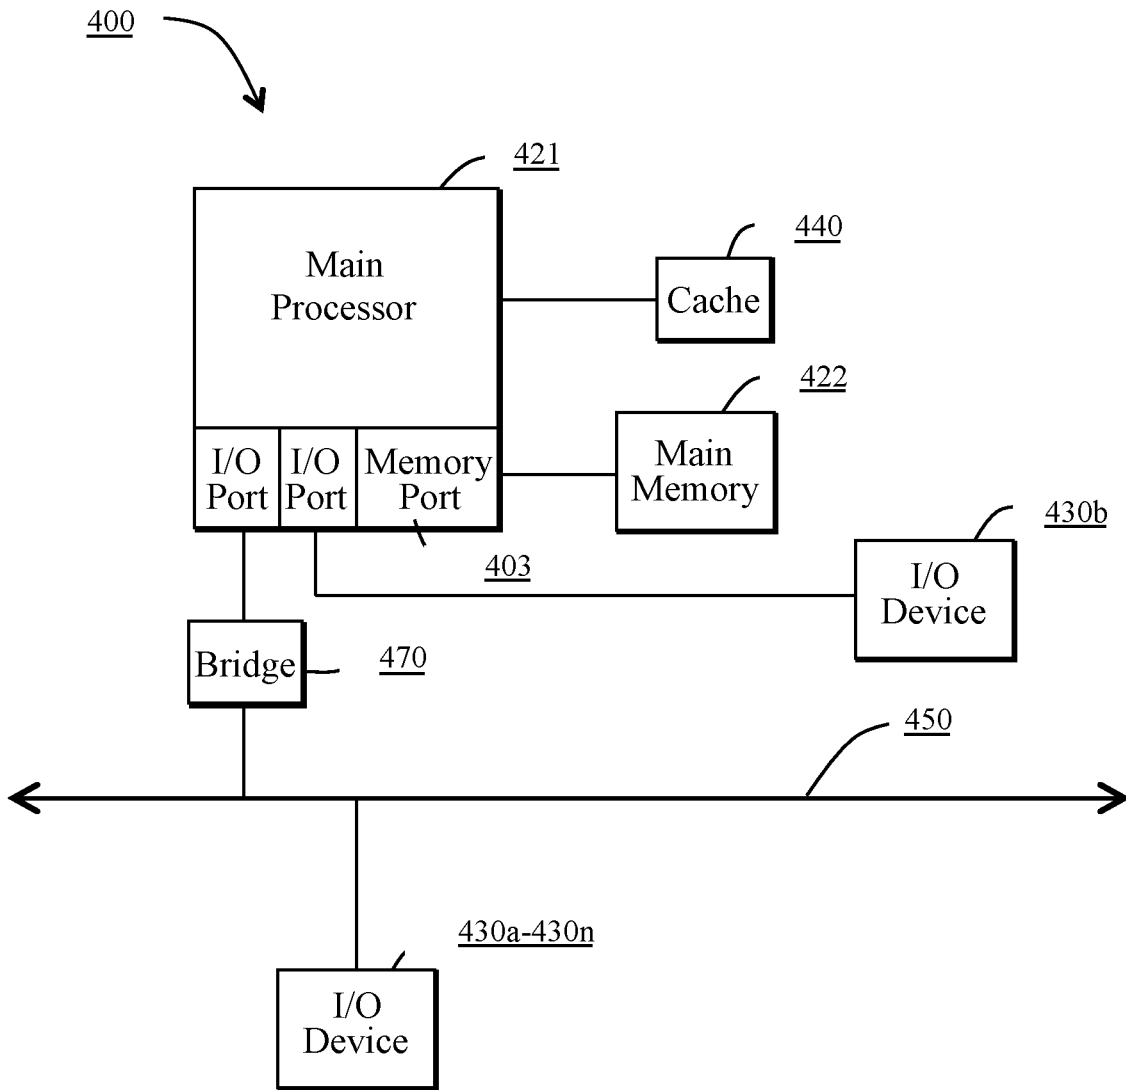 400
421
Main
Processor
440
Cache
422
Main
Memory
I/O
Port
I/O
Port
Memory
Port
403
430b
I/O
Device
Bridge
470
450
430a-430n
I/O
Device